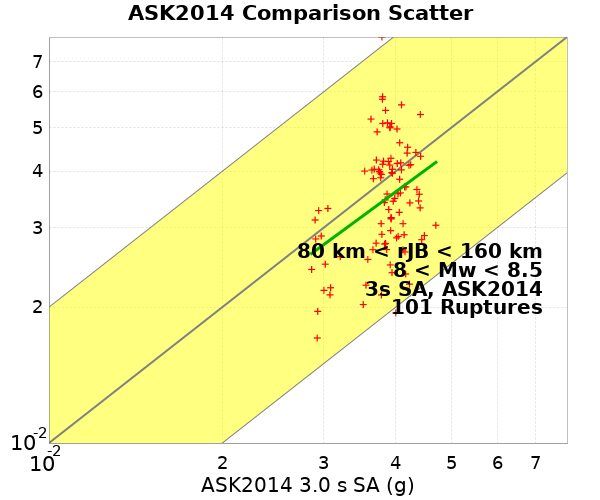 ASK2014 Comparison Scatter
7
6
5
4
3
2
10-2
80 km < rJB < 160 km
8 < Mw < 8.5
3s SA, ASK2014
101 Ruptures
10-2 2 3 4 5 6 7
ASK2014 3.0 s SA (g)